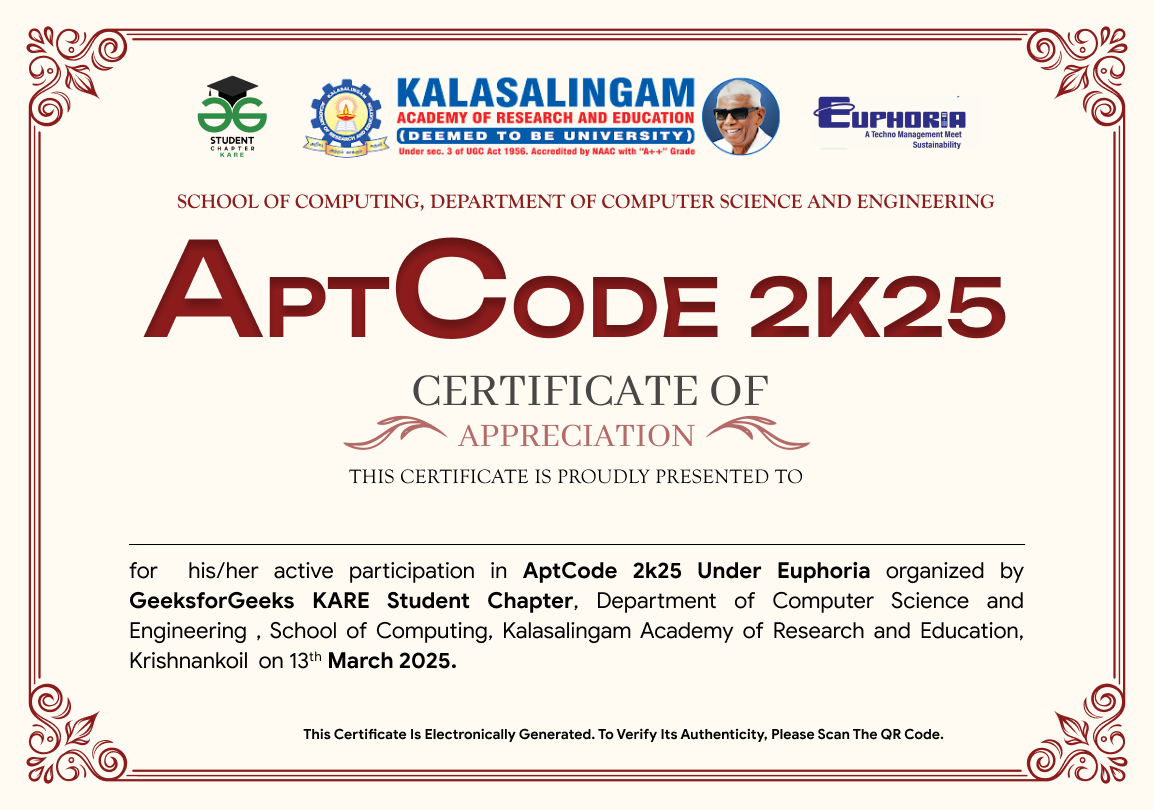 STUDENT
CHAPTER
KARE
KALASALINGAM
ACADEMY OF RESEARCH AND EDUCATION
(DEEMED TO BE UNIVERSITY)
Under sec. 3 of UGC Act 1956. Accredited by NAAC with "A++" Grade
EUPHORIA
A Techno Management Meet
Sustainability
SCHOOL OF COMPUTING, DEPARTMENT OF COMPUTER SCIENCE AND ENGINEERING
APTCODE 2K25
CERTIFICATE OF
APPRECIATION
THIS CERTIFICATE IS PROUDLY PRESENTED TO
for his/her active participation in AptCode 2k25 Under Euphoria organized by
GeeksforGeeks KARE Student Chapter, Department of Computer Science and
Engineering , School of Computing, Kalasalingam Academy of Research and Education,
Krishnankoil on 13th March 2025.
This Certificate Is Electronically Generated. To Verify Its Authenticity, Please Scan The QR Code.